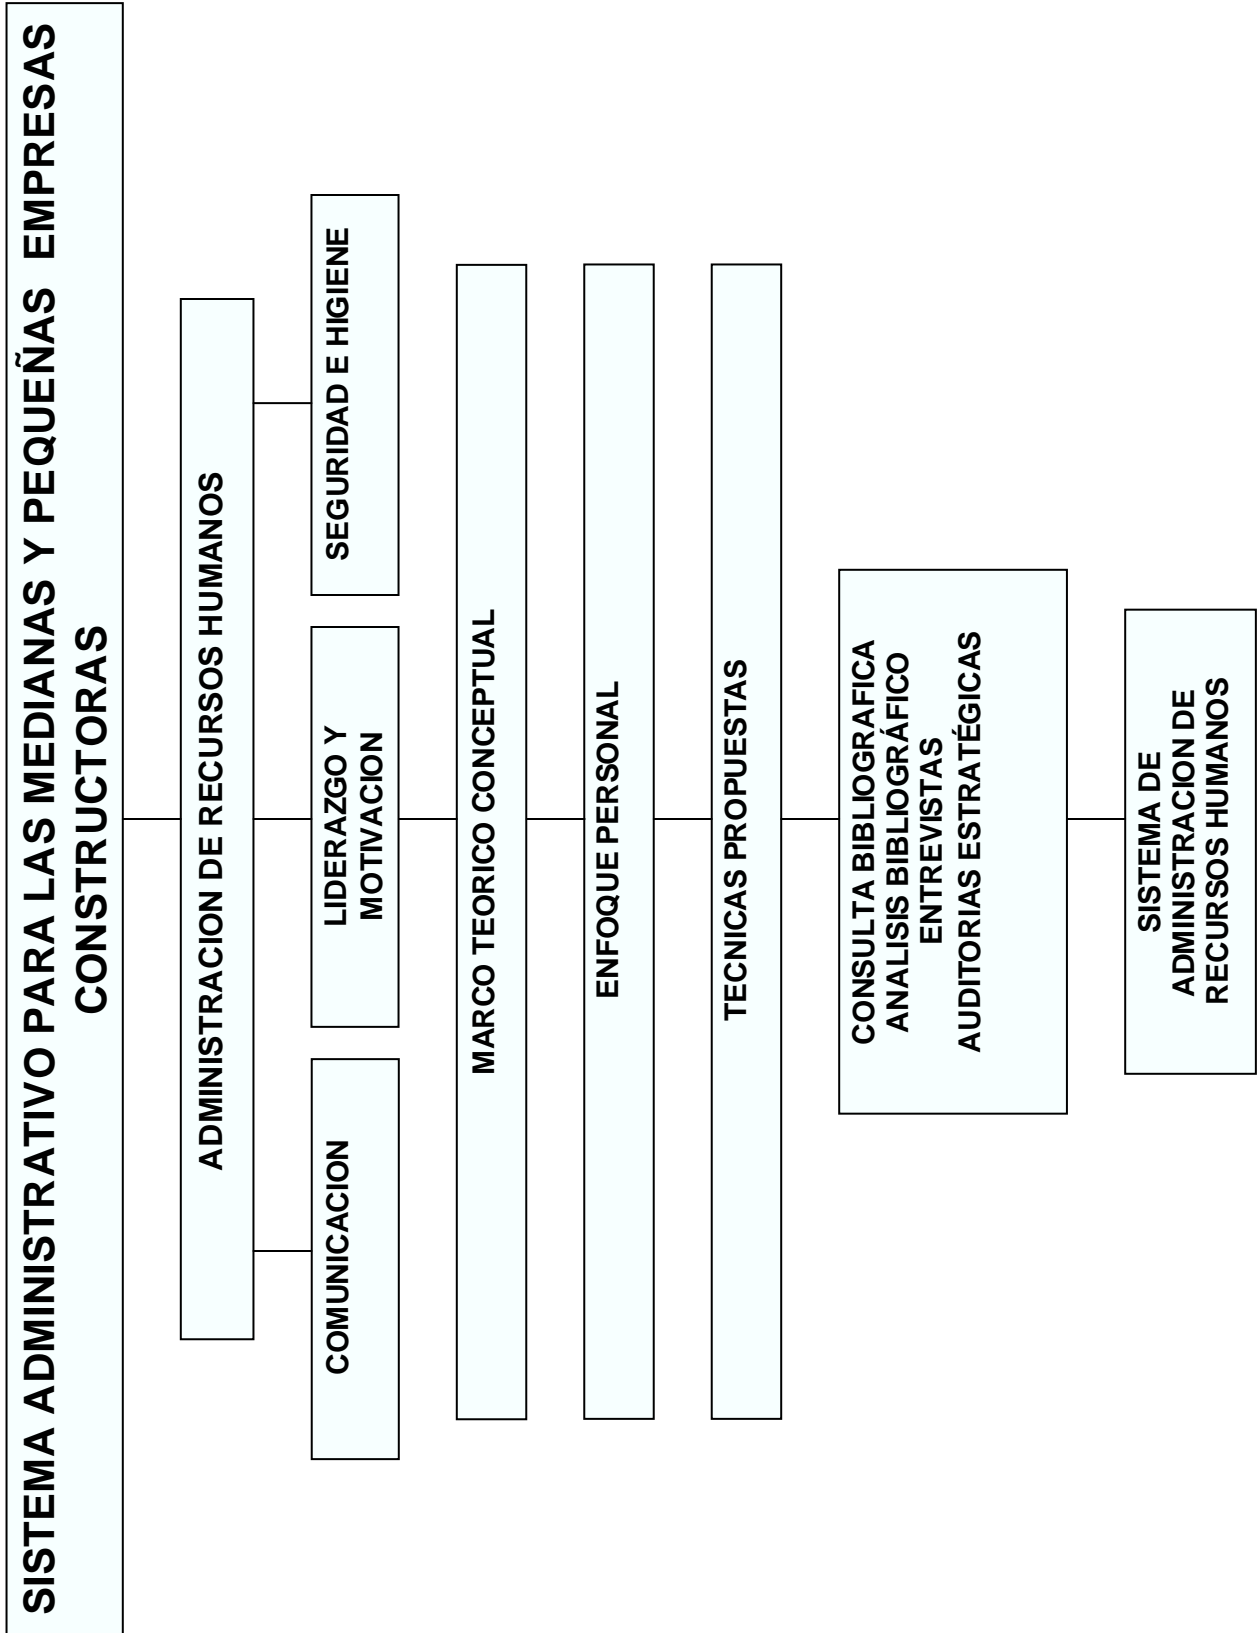 SISTEMA ADMINISTRATIVO PARA LAS MEDIANAS Y PEQUEÑAS EMPRESAS
CONSTRUCTORAS
ADMINISTRACION DE RECURSOS HUMANOS
COMUNICACION
LIDERAZGO Y
MOTIVACION
SEGURIDAD E HIGIENE
MARCO TEORICO CONCEPTUAL
ENFOQUE PERSONAL
TECNICAS PROPUESTAS
CONSULTA BIBLIOGRAFICA
ANALISIS BIBLIOGRÁFICO
ENTREVISTAS
AUDITORIAS ESTRATÉGICAS
SISTEMA DE
ADMINISTRACION DE
RECURSOS HUMANOS